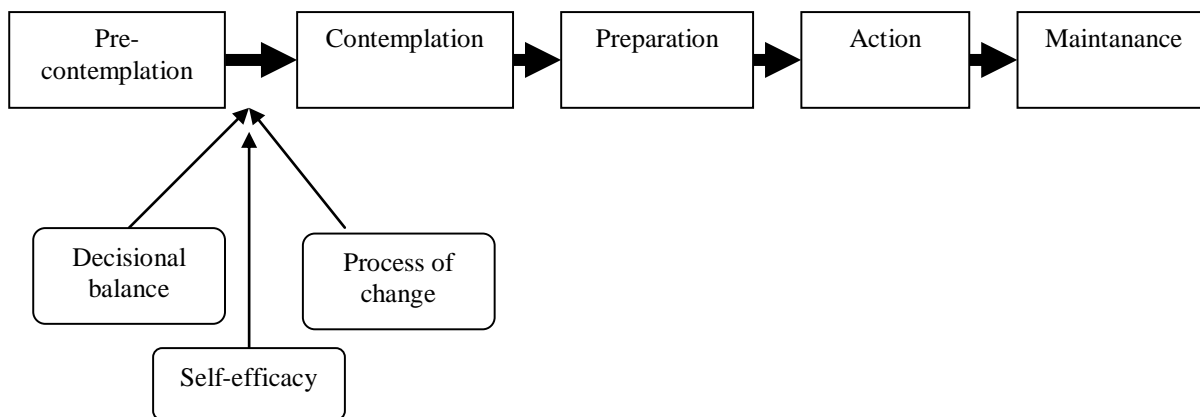 Pre-
contemplation
Contemplation
Preparation
Action
Maintanance
Decisional
balance
Process of
change
Self-efficacy